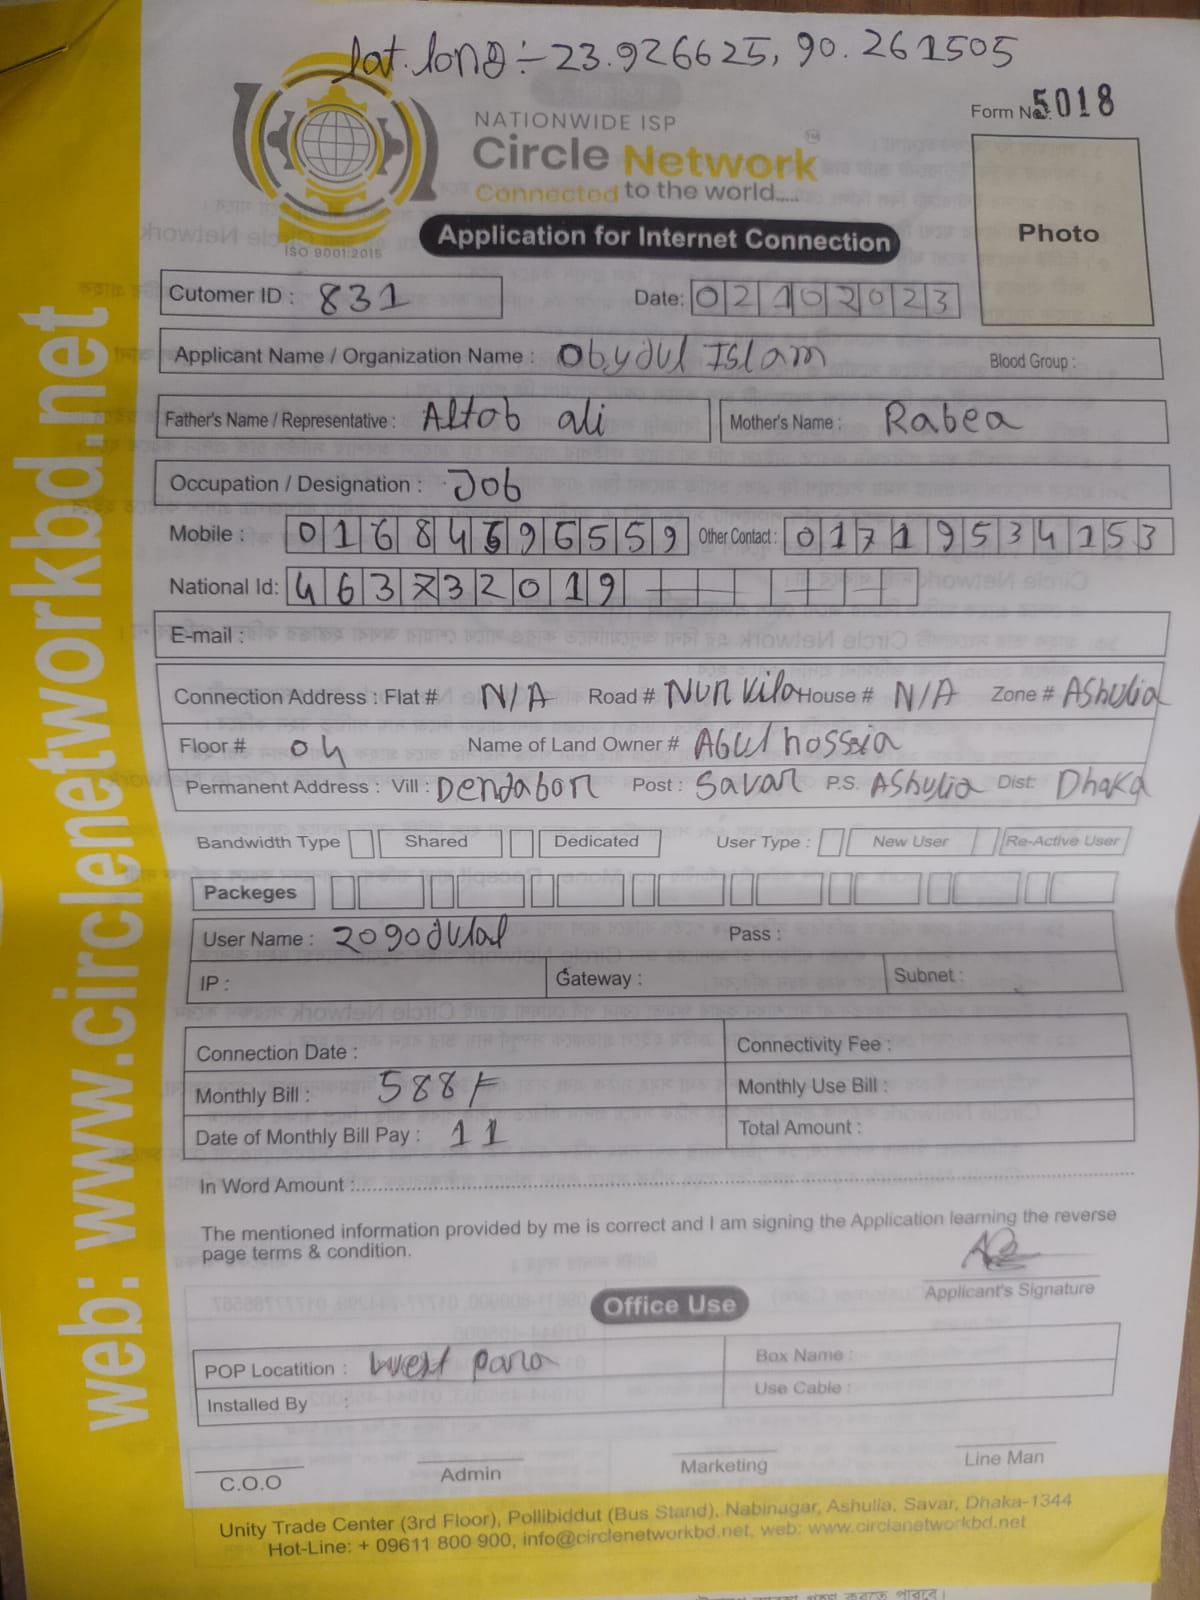 lat.long:-23.926625, 90.261505
Form No. 5018
NATIONWIDE ISP
Circle Network TM
Connected to the world.....
ISO 9001:2015
Application for Internet Connection
Photo
Cutomer ID : 831 Date: 02102023
Applicant Name / Organization Name : Obydul Islam Blood Group :
Father's Name / Representative : Altob ali Mother's Name : Rabea
Occupation / Designation : Job
Mobile : 01684696559 Other Contact : 01719534153
National Id: 463732019
E-mail :
Connection Address : Flat # N/A Road # Nur Vila House # N/A Zone # Ashulia
Floor # 04 Name of Land Owner # Abul hossain
Permanent Address : Vill : Dendabor Post : Savar P.S. Ashulia Dist: Dhaka
Bandwidth Type Shared Dedicated User Type : New User Re-Active User
Packeges
User Name : 2090dulal Pass :
IP : Gateway : Subnet :
Connection Date : Connectivity Fee :
Monthly Bill : 588/= Monthly Use Bill :
Date of Monthly Bill Pay : 11 Total Amount :
In Word Amount :
The mentioned information provided by me is correct and I am signing the Application learning the reverse
page terms & condition.
Applicant's Signature
Office Use
POP Locatition : West para Box Name :
Installed By : Use Cable :
C.O.O Admin Marketing Line Man
Unity Trade Center (3rd Floor), Pollibiddut (Bus Stand), Nabinagar, Ashulia, Savar, Dhaka-1344
Hot-Line: + 09611 800 900, info@circlenetworkbd.net, web: www.circlanetworkbd.net
web: www.circlenetworkbd.net